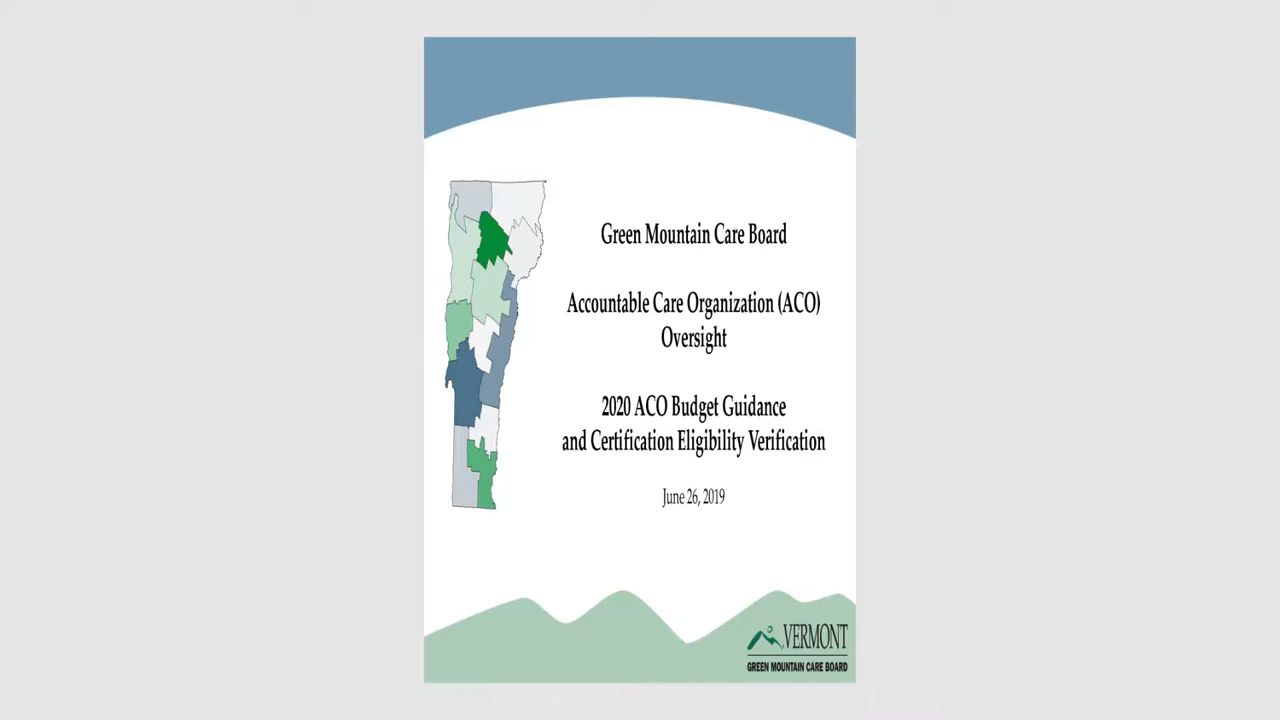 Green Mountain Care Board
Accountable Care Organization (ACO)
Oversight
2020 ACO Budget Guidance
and Certification Eligibility Verification
June 26, 2019
VERMONT
GREEN MOUNTAIN CARE BOARD